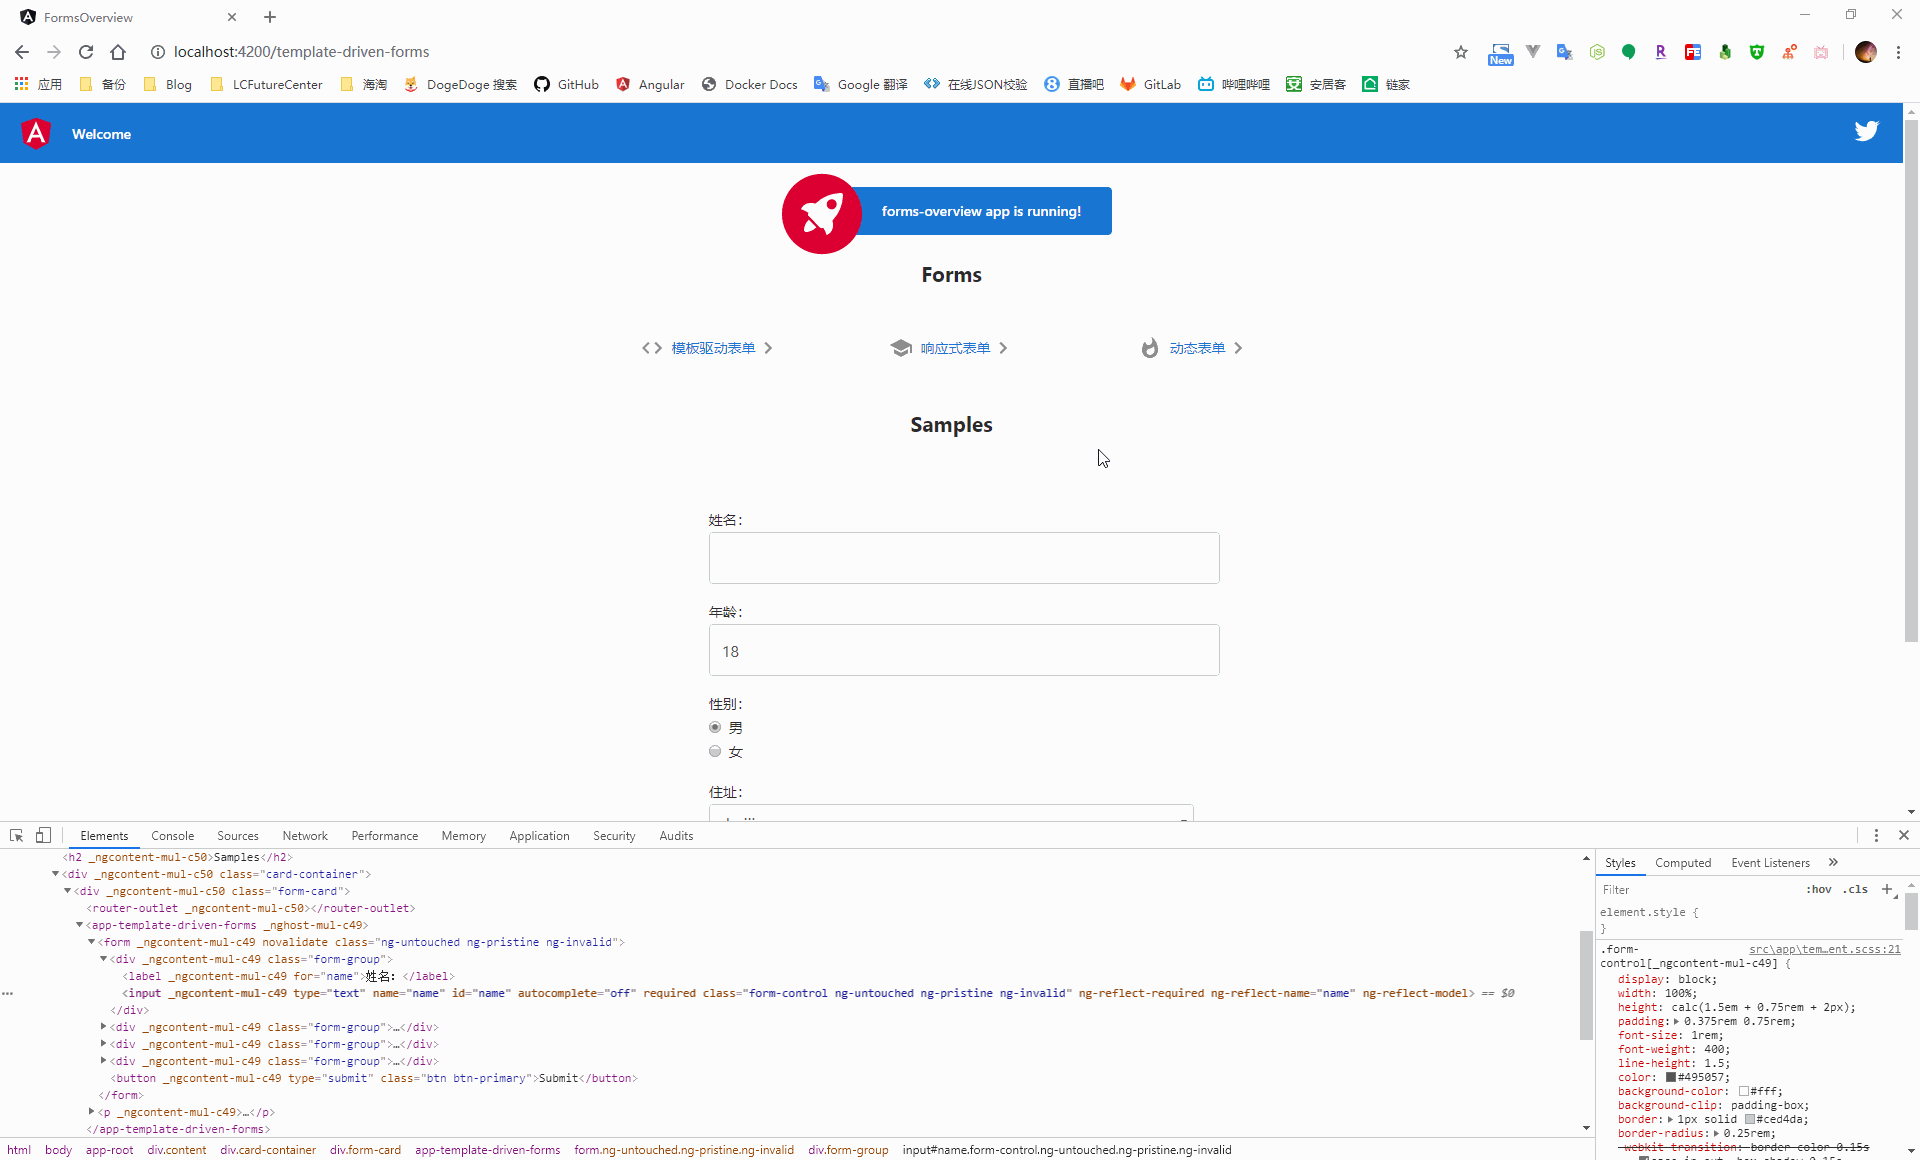 FormsOverview
localhost:4200/template-driven-forms
New
应用 备份 Blog LCFutureCenter 海淘 DogeDoge 搜索 GitHub Angular Docker Docs Google 翻译 在线JSON校验 直播吧 GitLab 哔哩哔哩 安居客 链家
Welcome
forms-overview app is running!
Forms
模板驱动表单 响应式表单 动态表单
Samples
姓名：
年龄：
18
性别：
男
女
住址：
Elements Console Sources Network Performance Memory Application Security Audits
<h2 _ngcontent-mul-c50>Samples</h2>
<div _ngcontent-mul-c50 class="card-container">
<div _ngcontent-mul-c50 class="form-card">
<router-outlet _ngcontent-mul-c50></router-outlet>
<app-template-driven-forms _nghost-mul-c49>
<form _ngcontent-mul-c49 novalidate class="ng-untouched ng-pristine ng-invalid">
<div _ngcontent-mul-c49 class="form-group">
<label _ngcontent-mul-c49 for="name">姓名：</label>
<input _ngcontent-mul-c49 type="text" name="name" id="name" autocomplete="off" required class="form-control ng-untouched ng-pristine ng-invalid" ng-reflect-required ng-reflect-name="name" ng-reflect-model> == $0
</div>
<div _ngcontent-mul-c49 class="form-group">…</div>
<div _ngcontent-mul-c49 class="form-group">…</div>
<div _ngcontent-mul-c49 class="form-group">…</div>
<button _ngcontent-mul-c49 type="submit" class="btn btn-primary">Submit</button>
</form>
<p _ngcontent-mul-c49>…</p>
</app-template-driven-forms>
html body app-root div.content div.card-container div.form-card app-template-driven-forms form.ng-untouched.ng-pristine.ng-invalid div.form-group input#name.form-control.ng-untouched.ng-pristine.ng-invalid
Styles Computed Event Listeners »
Filter :hov .cls +
element.style {
}
.form- src\app\tem…ent.scss:21
control[_ngcontent-mul-c49] {
display: block;
width: 100%;
height: calc(1.5em + 0.75rem + 2px);
padding: 0.375rem 0.75rem;
font-size: 1rem;
font-weight: 400;
line-height: 1.5;
color: #495057;
background-color: #fff;
background-clip: padding-box;
border: 1px solid #ced4da;
border-radius: 0.25rem;
-webkit-transition: border-color 0.15s